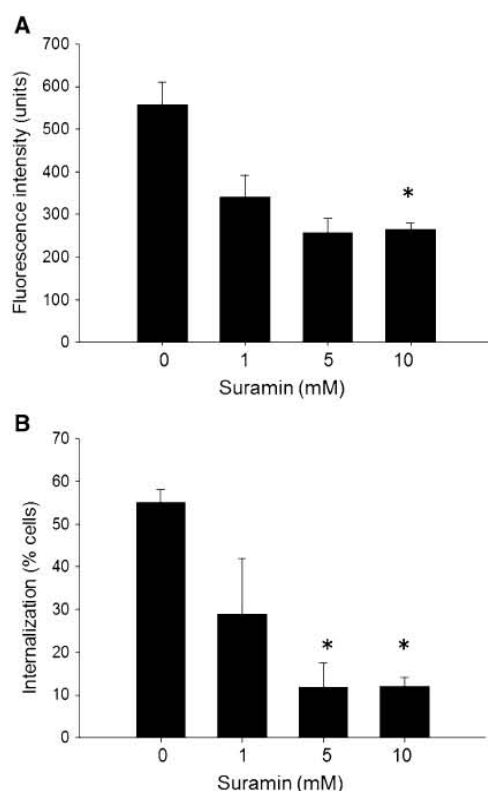 A
700
600
500
400
300
200
100
0
Fluorescence intensity (units)
*
0 1 5 10
Suramin (mM)
B
70
60
50
40
30
20
10
0
Internalization (% cells)
* *
0 1 5 10
Suramin (mM)